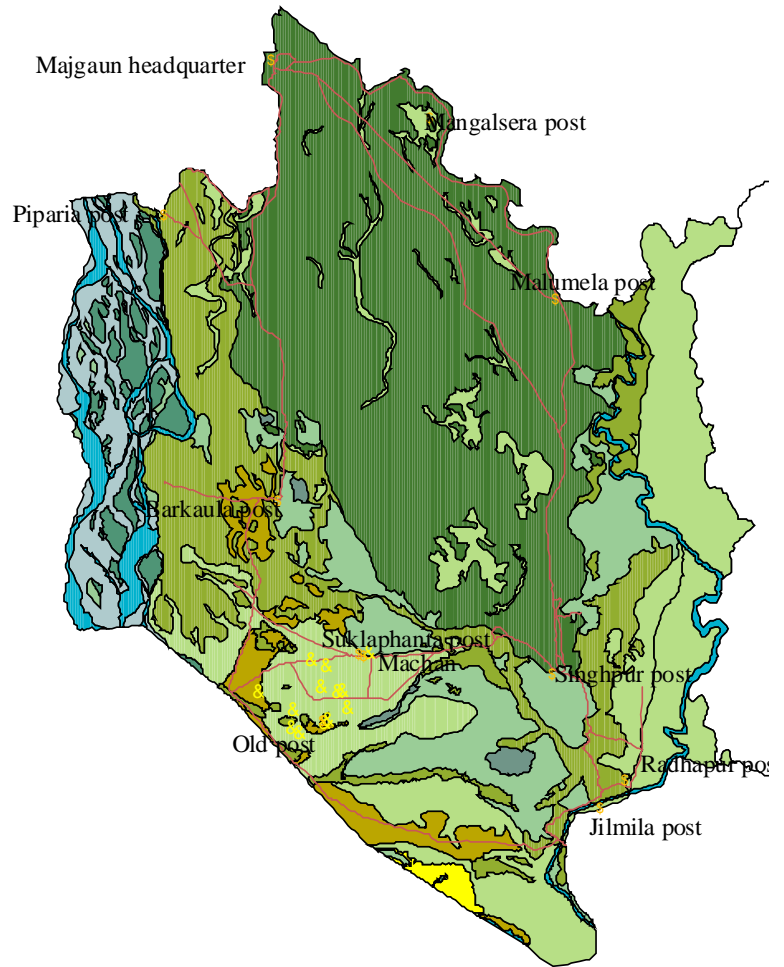 Majgaun headquarter
Mangalsera post
Piparia post
Malumela post
Barkaula post
Suklaphanta post
Machan
Singhpur post
Old post
Radhapur pos
Jilmila post